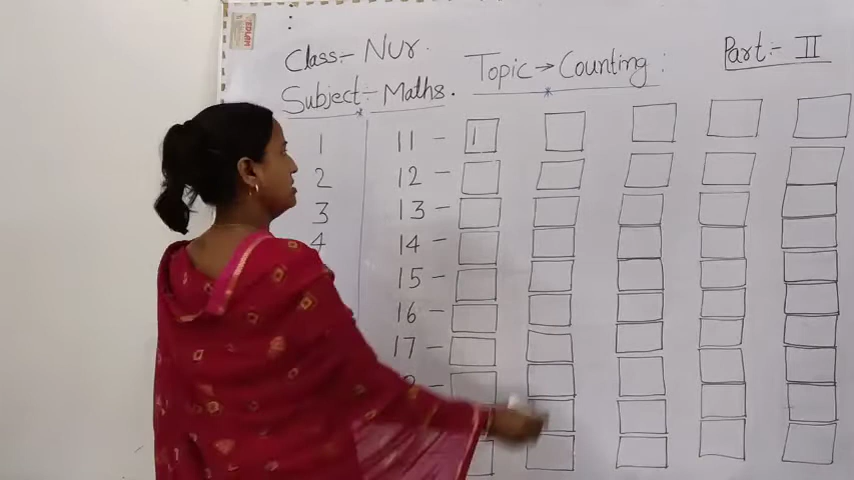 Class:- Nur.
Subject:- Maths.
Topic → Counting :
Part:- II
1 11 - 1
2 12 -
3 13 -
4 14 -
15 -
16 -
17 -